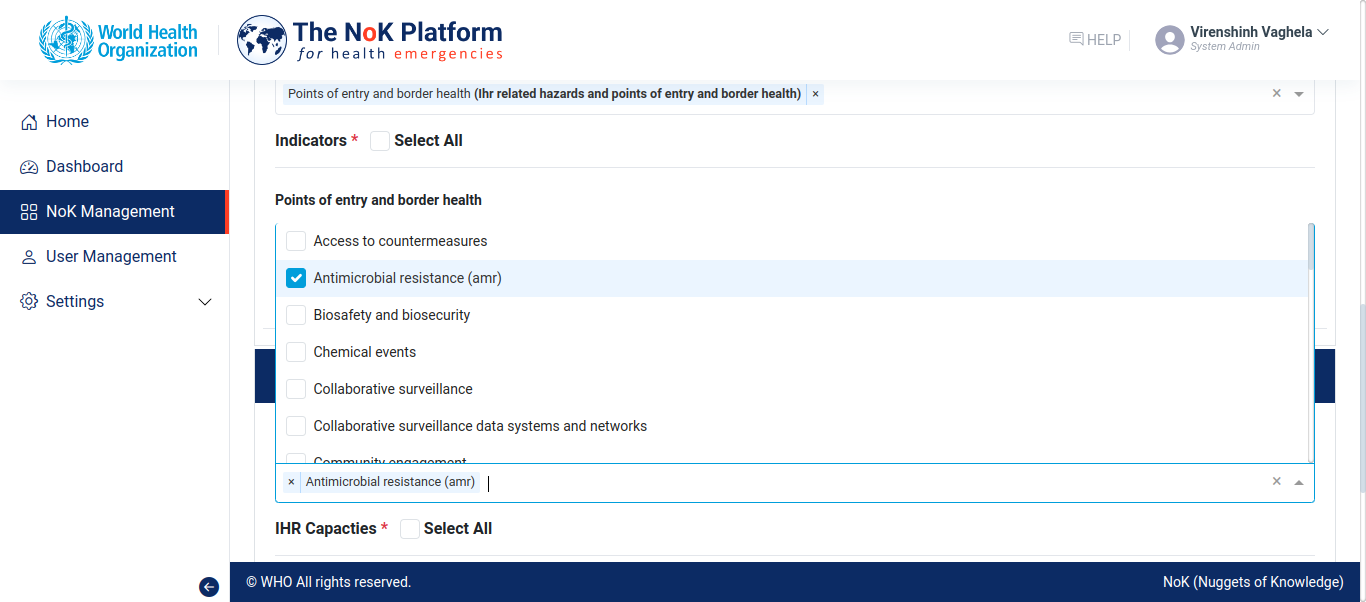 World Health
Organization
The NoK Platform
for health emergencies
HELP
Virenshinh Vaghela
System Admin
Home
Dashboard
NoK Management
User Management
Settings
Points of entry and border health (Ihr related hazards and points of entry and border health) ×
Indicators * Select All
Points of entry and border health
Access to countermeasures
Antimicrobial resistance (amr)
Biosafety and biosecurity
Chemical events
Collaborative surveillance
Collaborative surveillance data systems and networks
Community engagement
× Antimicrobial resistance (amr)
IHR Capacties * Select All
© WHO All rights reserved.
NoK (Nuggets of Knowledge)